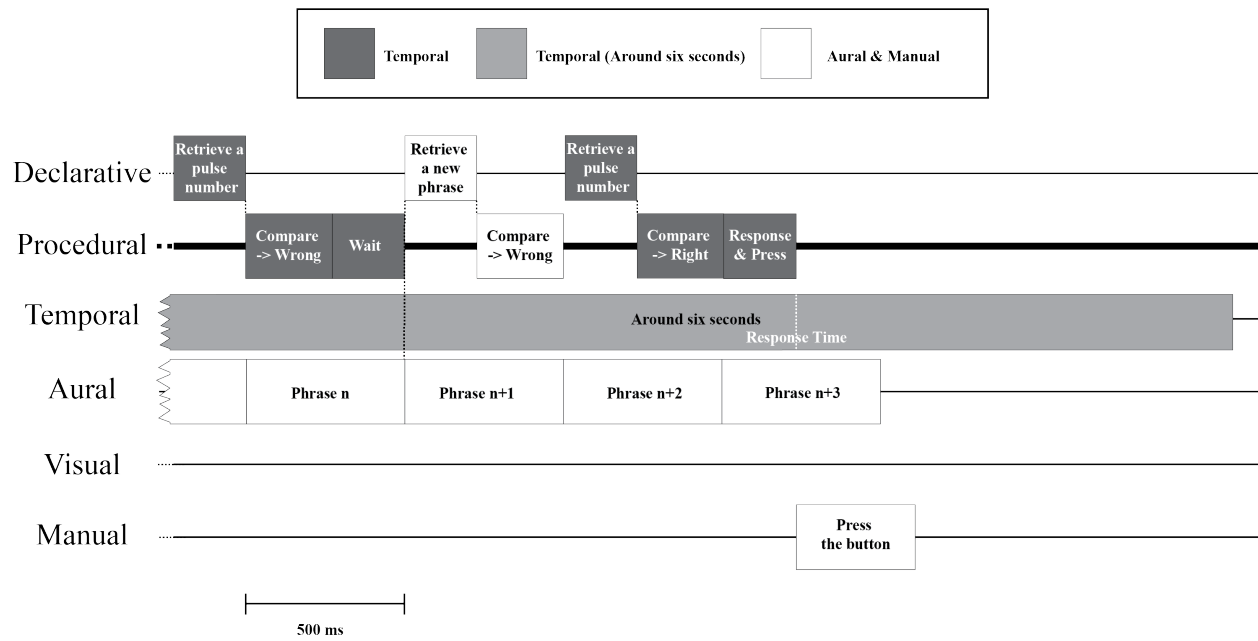 Temporal
Temporal (Around six seconds)
Aural & Manual
Declarative
Retrieve a
pulse
number
Retrieve
a new
phrase
Retrieve a
pulse
number
Procedural
Compare
-> Wrong
Wait
Compare
-> Wrong
Compare
-> Right
Response
& Press
Temporal
Around six seconds
Response Time
Aural
Phrase n
Phrase n+1
Phrase n+2
Phrase n+3
Visual
Manual
Press
the button
500 ms